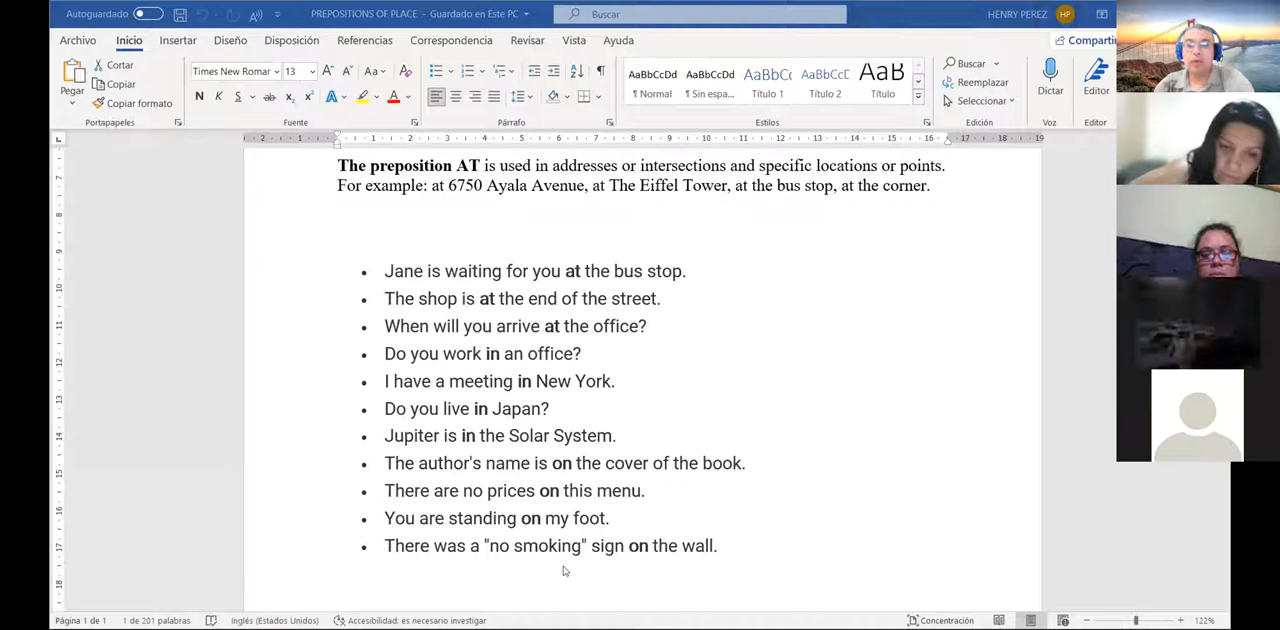 Autoguardado
PREPOSITIONS OF PLACE - Guardado en Este PC
Buscar
HENRY PEREZ
HP
Archivo Inicio Insertar Diseño Disposición Referencias Correspondencia Revisar Vista Ayuda
Compartir
Pegar
Cortar
Copiar
Copiar formato
Portapapeles
Times New Roman 13
Fuente
Párrafo
AaBbCcDd AaBbCcDd AaBbCc AaBbCcD AaB
¶ Normal ¶ Sin espa... Título 1 Título 2 Título
Estilos
Buscar
Reemplazar
Seleccionar
Edición
Dictar
Voz
Editor
Editor
The preposition AT is used in addresses or intersections and specific locations or points.
For example: at 6750 Ayala Avenue, at The Eiffel Tower, at the bus stop, at the corner.
• Jane is waiting for you at the bus stop.
• The shop is at the end of the street.
• When will you arrive at the office?
• Do you work in an office?
• I have a meeting in New York.
• Do you live in Japan?
• Jupiter is in the Solar System.
• The author's name is on the cover of the book.
• There are no prices on this menu.
• You are standing on my foot.
• There was a "no smoking" sign on the wall.
Página 1 de 1 1 de 201 palabras Inglés (Estados Unidos) Accesibilidad: es necesario investigar Concentración 122%